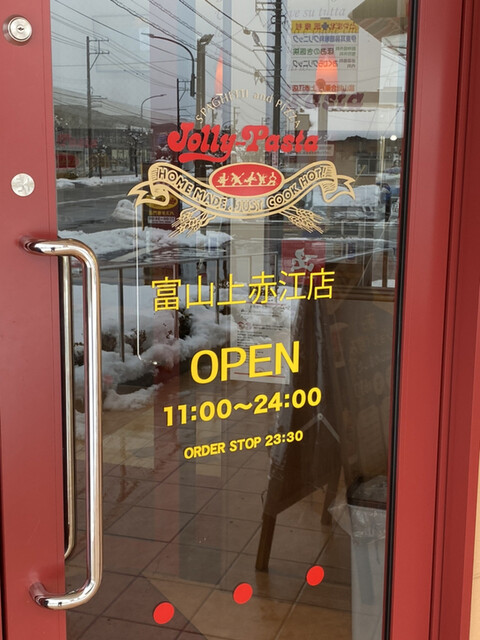 SPAGHETTI and PIZZA
Jolly-Pasta
HOME MADE, JUST COOK HOT!!
富山上赤江店
OPEN
11:00～24:00
ORDER STOP 23:30